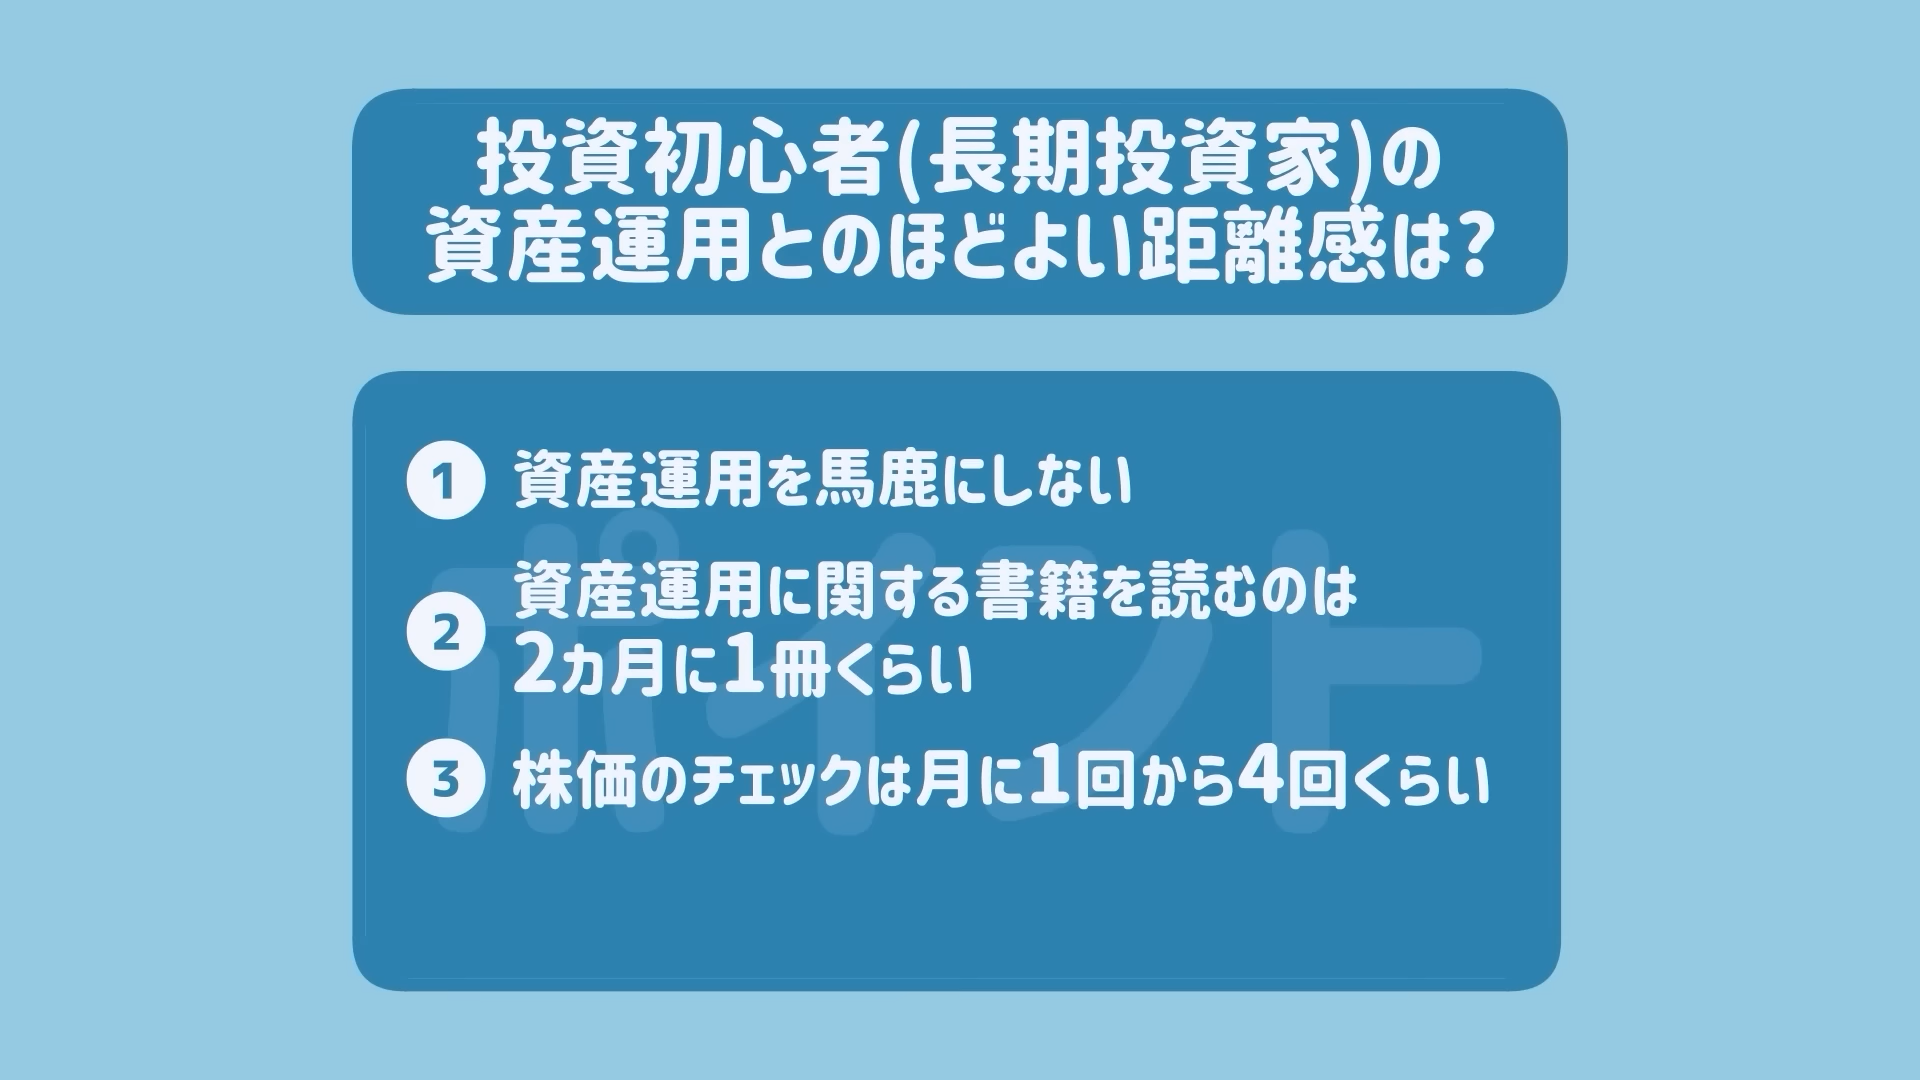 投資初心者(長期投資家)の
資産運用とのほどよい距離感は?
ポイント
1 資産運用を馬鹿にしない
2 資産運用に関する書籍を読むのは
2カ月に1冊くらい
3 株価のチェックは月に1回から4回くらい